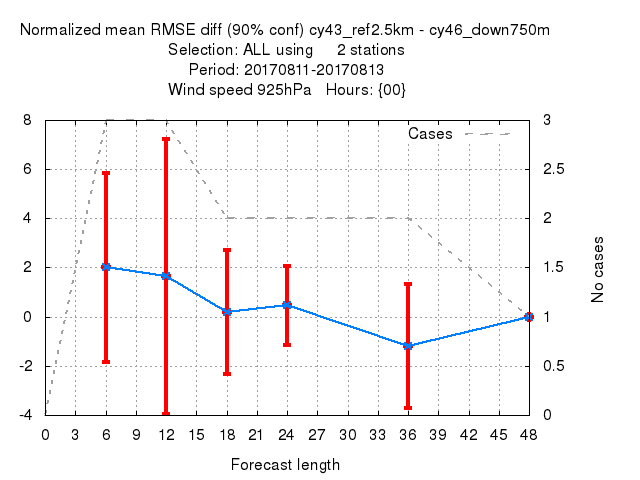 Normalized mean RMSE diff (90% conf) cy43_ref2.5km - cy46_down750m
Selection: ALL using 2 stations
Period: 20170811-20170813
Wind speed 925hPa Hours: {00}
Cases
8
6
4
2
0
-2
-4
3
2.5
2
1.5
1
0.5
0
No cases
0 3 6 9 12 15 18 21 24 27 30 33 36 39 42 45 48
Forecast length